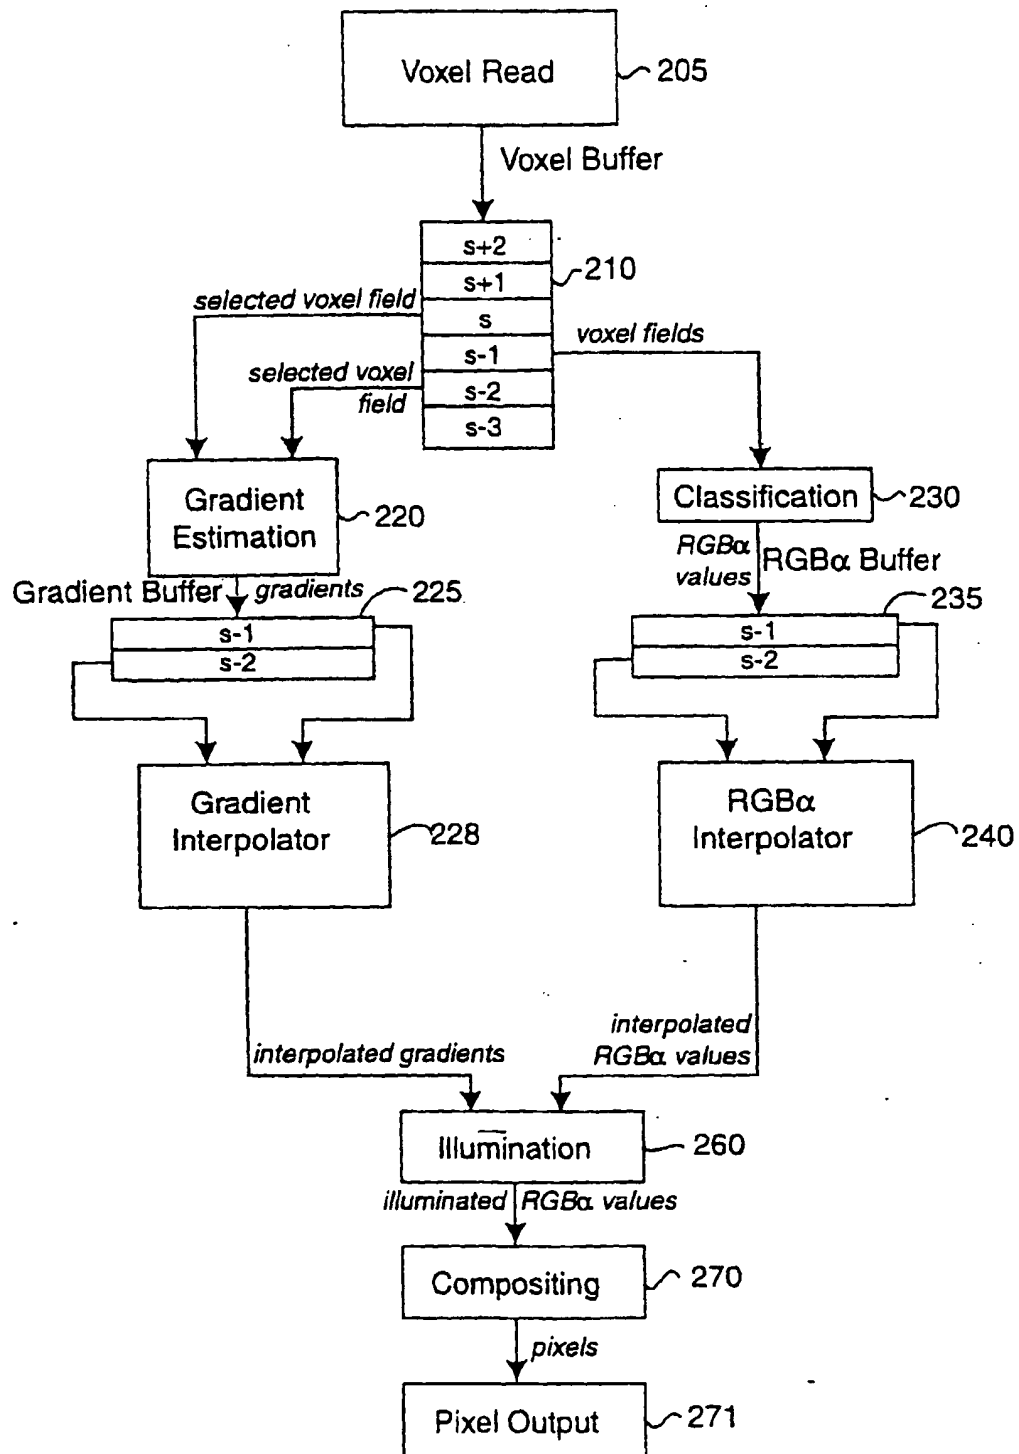 Voxel Read
205
Voxel Buffer
s+2
s+1
210
selected voxel field
s
voxel fields
s-1
selected voxel
field
s-2
s-3
Gradient
Estimation
220
Classification
230
RGBα
values
RGBα Buffer
Gradient Buffer
gradients
225
235
s-1
s-2
s-1
s-2
Gradient
Interpolator
228
RGBα
Interpolator
240
interpolated gradients
interpolated
RGBα values
Illumination
260
illuminated RGBα values
Compositing
270
pixels
Pixel Output
271